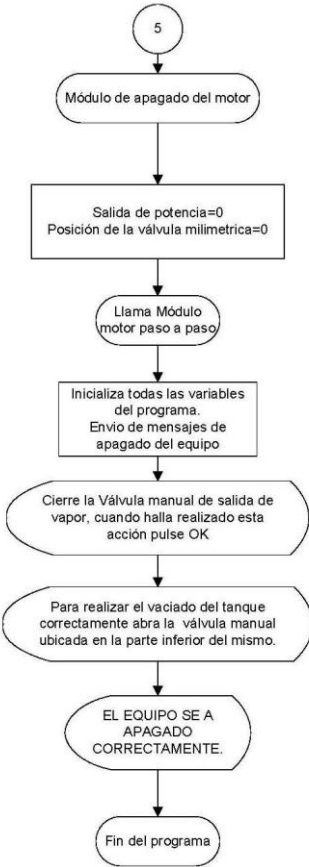 5
Módulo de apagado del motor
Salida de potencia=0
Posición de la válvula milimetrica=0
Llama Módulo
motor paso a paso
Inicializa todas las variables
del programa.
Envio de mensajes de
apagado del equipo
Cierre la Válvula manual de salida de
vapor, cuando halla realizado esta
acción pulse OK
Para realizar el vaciado del tanque
correctamente abra la válvula manual
ubicada en la parte inferior del mismo.
EL EQUIPO SE A
APAGADO
CORRECTAMENTE.
Fin del programa